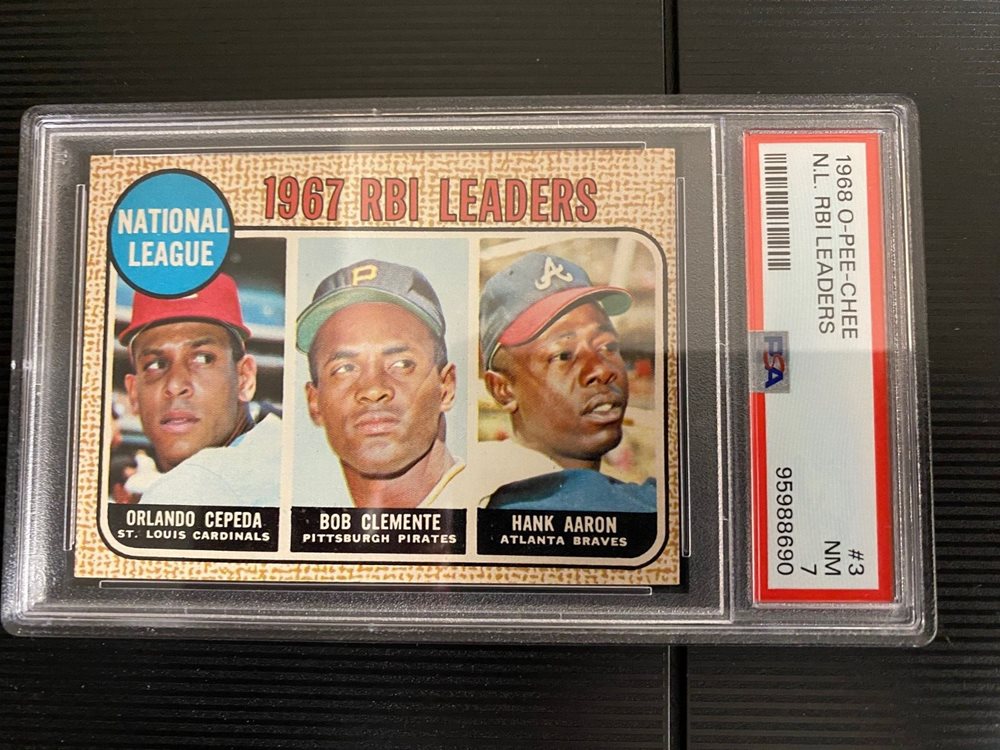 1967 RBI LEADERS
NATIONAL
LEAGUE
P
A
ORLANDO CEPEDA
ST. LOUIS CARDINALS
BOB CLEMENTE
PITTSBURGH PIRATES
HANK AARON
ATLANTA BRAVES
1968 O-PEE-CHEE #3
N.L. RBI LEADERS NM
7
PSA 95988690